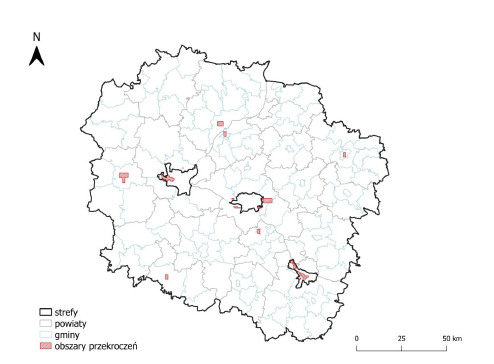 N
strefy
powiaty
gminy
obszary przekroczeń
0 25 50 km